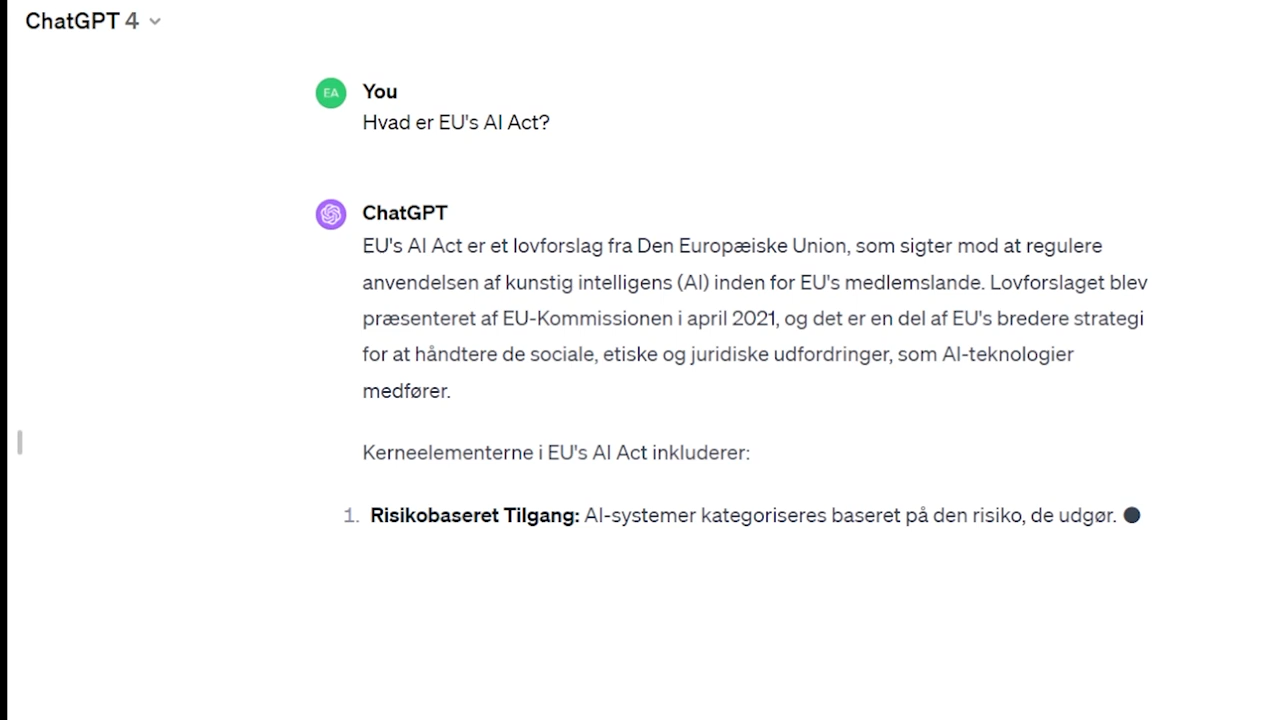 ChatGPT 4
EA
You
Hvad er EU's AI Act?
ChatGPT
EU's AI Act er et lovforslag fra Den Europæiske Union, som sigter mod at regulere
anvendelsen af kunstig intelligens (AI) inden for EU's medlemslande. Lovforslaget blev
præsenteret af EU-Kommissionen i april 2021, og det er en del af EU's bredere strategi
for at håndtere de sociale, etiske og juridiske udfordringer, som AI-teknologier
medfører.
Kerneelementerne i EU's AI Act inkluderer:
1. Risikobaseret Tilgang: AI-systemer kategoriseres baseret på den risiko, de udgør.